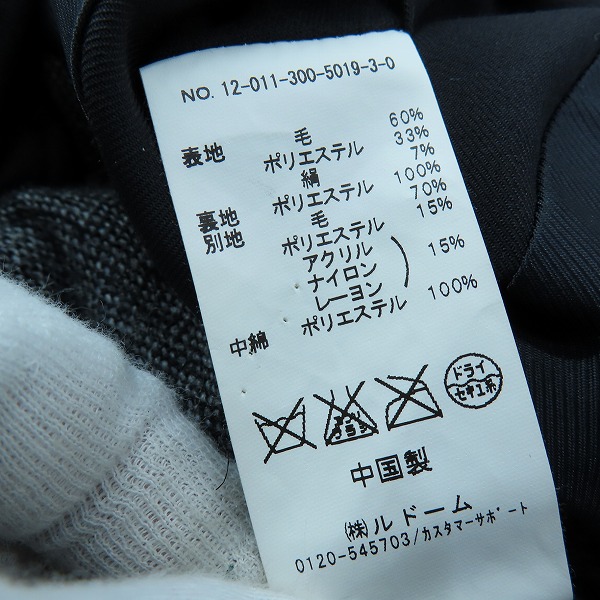 NO. 12-011-300-5019-3-0
表地 毛 60%
ポリエステル 33%
絹 7%
裏地 ポリエステル 100%
別地 毛 70%
ポリエステル 15%
アクリル
ナイロン ) 15%
レーヨン
中綿 ポリエステル 100%
ドライ
セキユ系
中国製
(株) ルドーム
0120-545703/カスタマーサポート